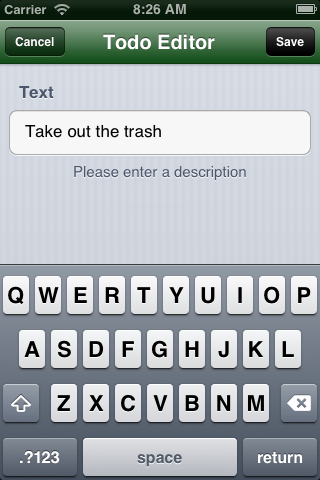 Carrier 8:26 AM
Cancel Todo Editor Save
Text
Take out the trash
Please enter a description
Q W E R T Y U I O P
A S D F G H J K L
Z X C V B N M
.?123 space return